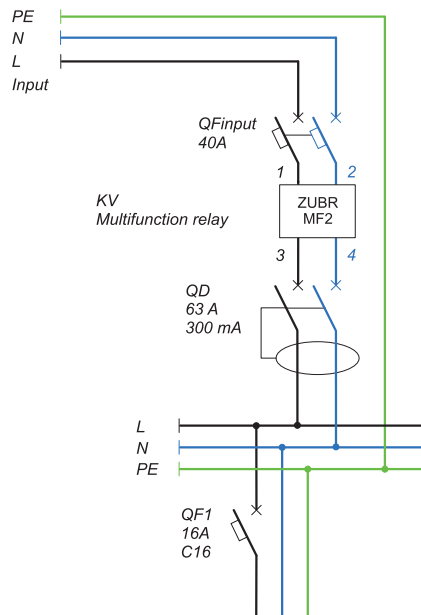 PE
N
L
Input
QFinput
40A
1
2
KV
Multifunction relay
ZUBR
MF2
3
4
QD
63 A
300 mA
L
N
PE
QF1
16A
C16